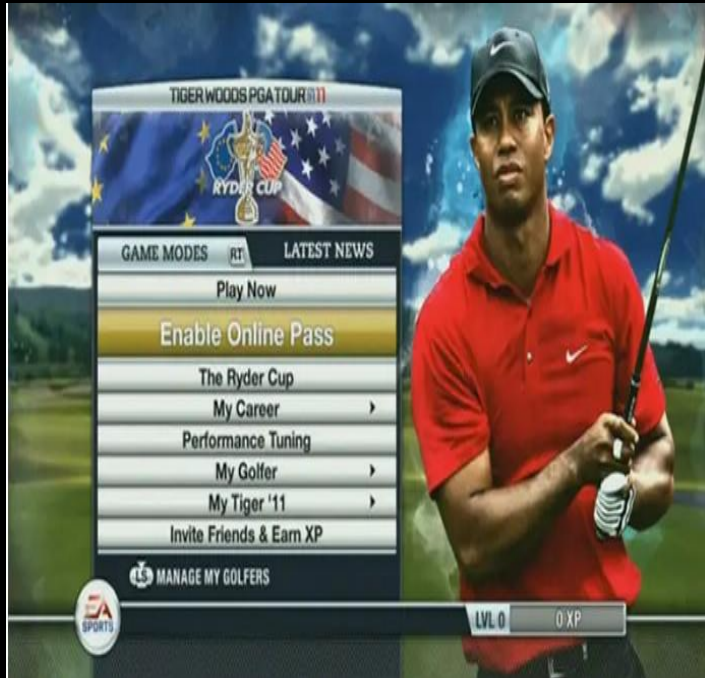 TIGER WOODS PGA TOUR 11
RYDER CUP
GAME MODES RT LATEST NEWS
Play Now
Enable Online Pass
The Ryder Cup
My Career
Performance Tuning
My Golfer
My Tiger '11
Invite Friends & Earn XP
LS MANAGE MY GOLFERS
EA
SPORTS
LVL 0 0 XP